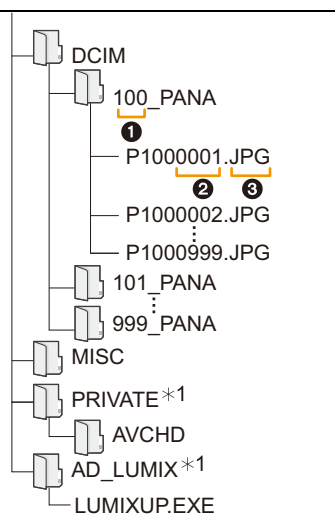 DCIM
100_PANA
❶
P1000001.JPG
❷ ❸
P1000002.JPG
P1000999.JPG
101_PANA
999_PANA
MISC
PRIVATE＊1
AVCHD
AD_LUMIX＊1
LUMIXUP.EXE